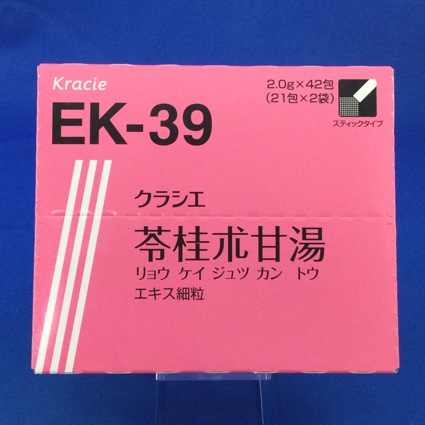 Kracie
2.0g×42包
(21包×2袋)
スティックタイプ
EK-39
クラシエ
苓桂朮甘湯
リョウ ケイ ジュツ カン トウ
エキス細粒